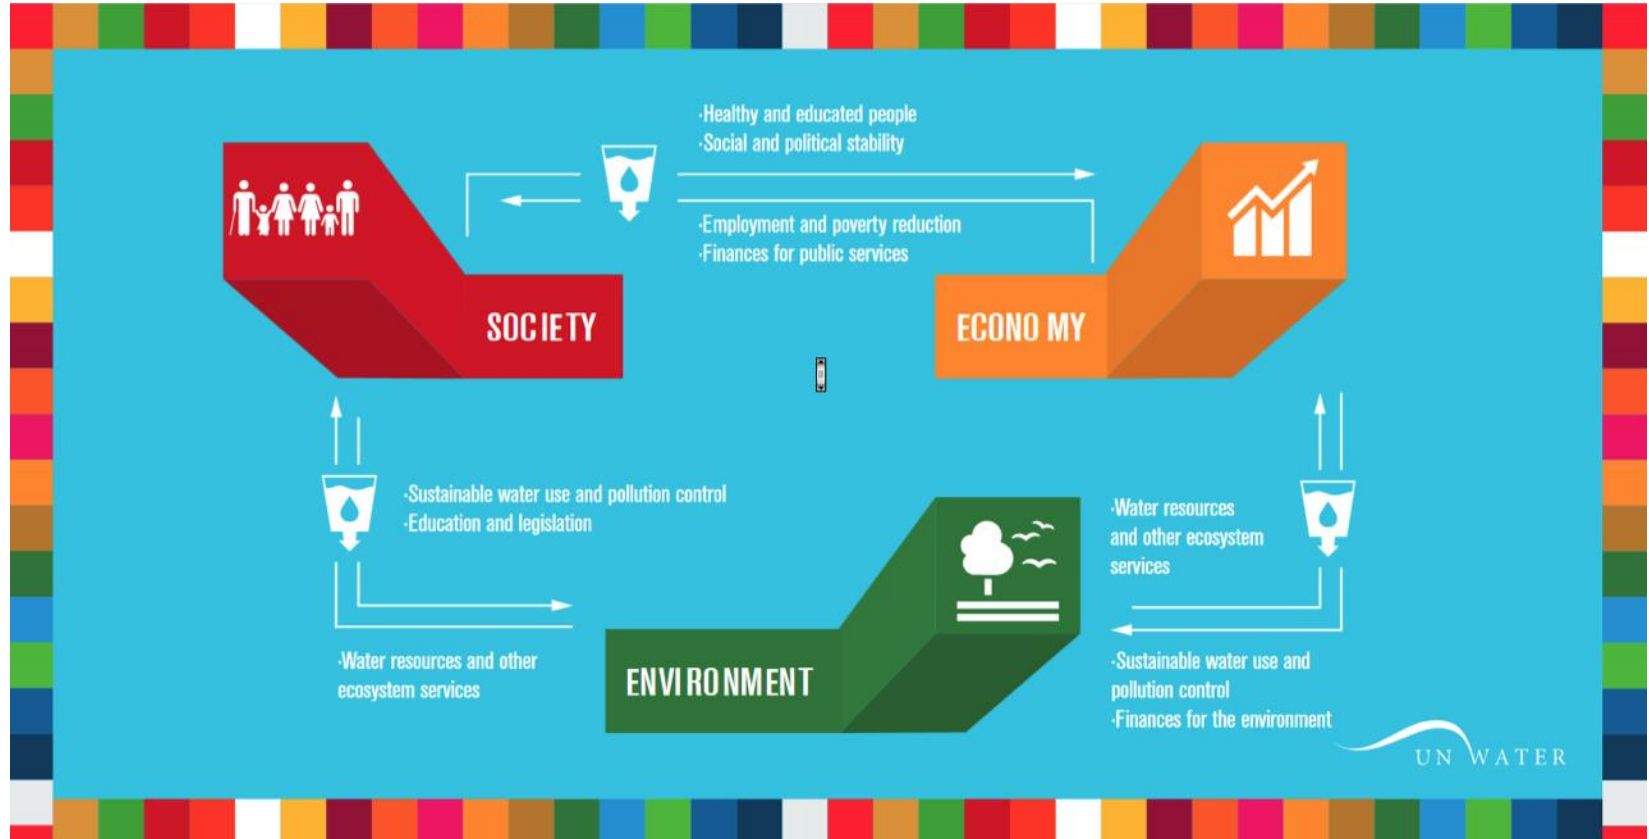 ·Healthy and educated people
·Social and political stability
·Employment and poverty reduction
·Finances for public services
SOCIETY
ECONOMY
·Sustainable water use and pollution control
·Education and legislation
·Water resources
and other ecosystem
services
·Water resources and other
ecosystem services
ENVIRONMENT
·Sustainable water use and
pollution control
·Finances for the environment
UN WATER